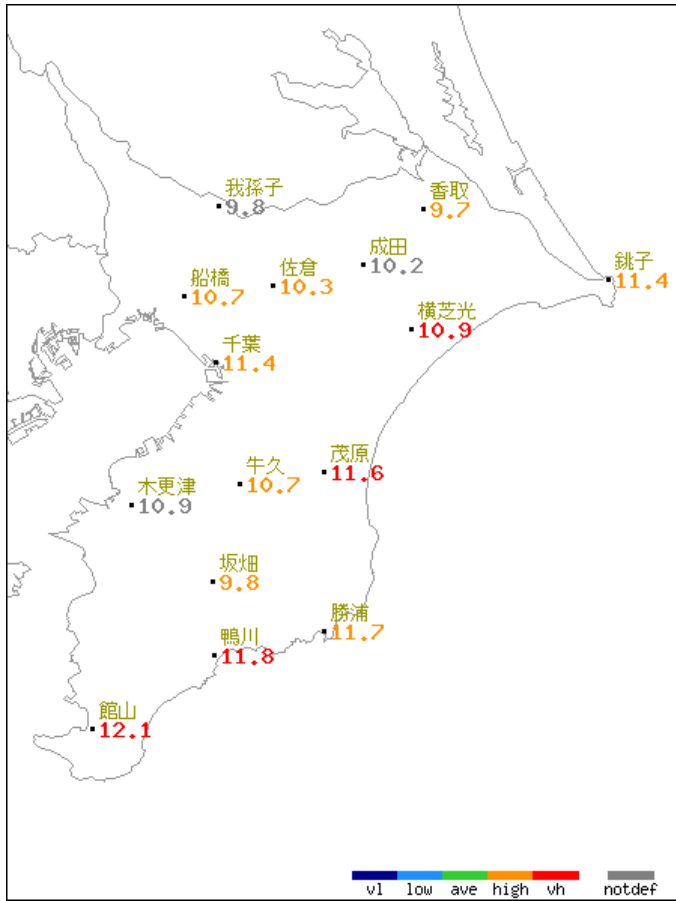 我孫子
9.8
香取
9.7
成田
10.2
船橋
10.7
佐倉
10.3
銚子
11.4
横芝光
10.9
千葉
11.4
茂原
11.6
牛久
10.7
木更津
10.9
坂畑
9.8
勝浦
11.7
鴨川
11.8
館山
12.1
vl low ave high vh notdef